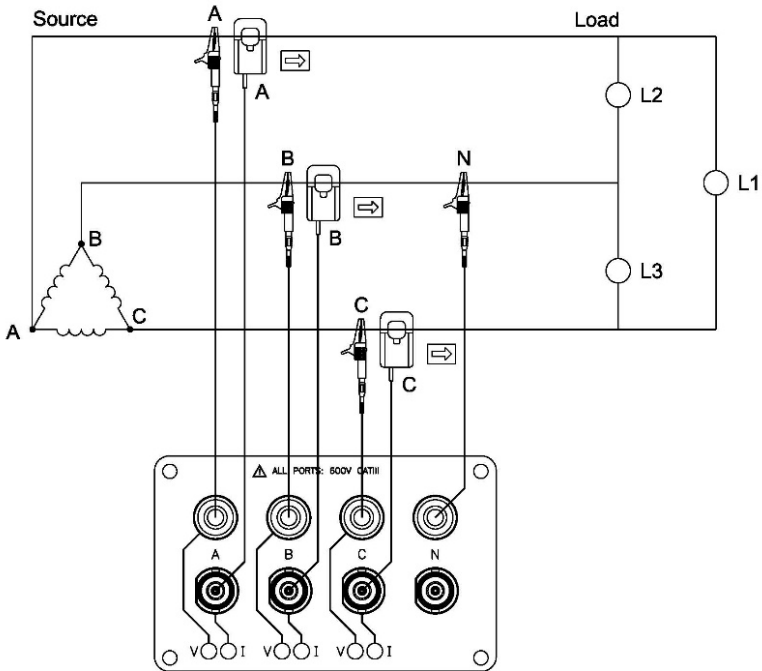 Source A Load
A L2
B N
L1
B
B
L3
C
A C
C
⚠ ALL PORTS: 600V CATIII
A B C N
V I V I V I